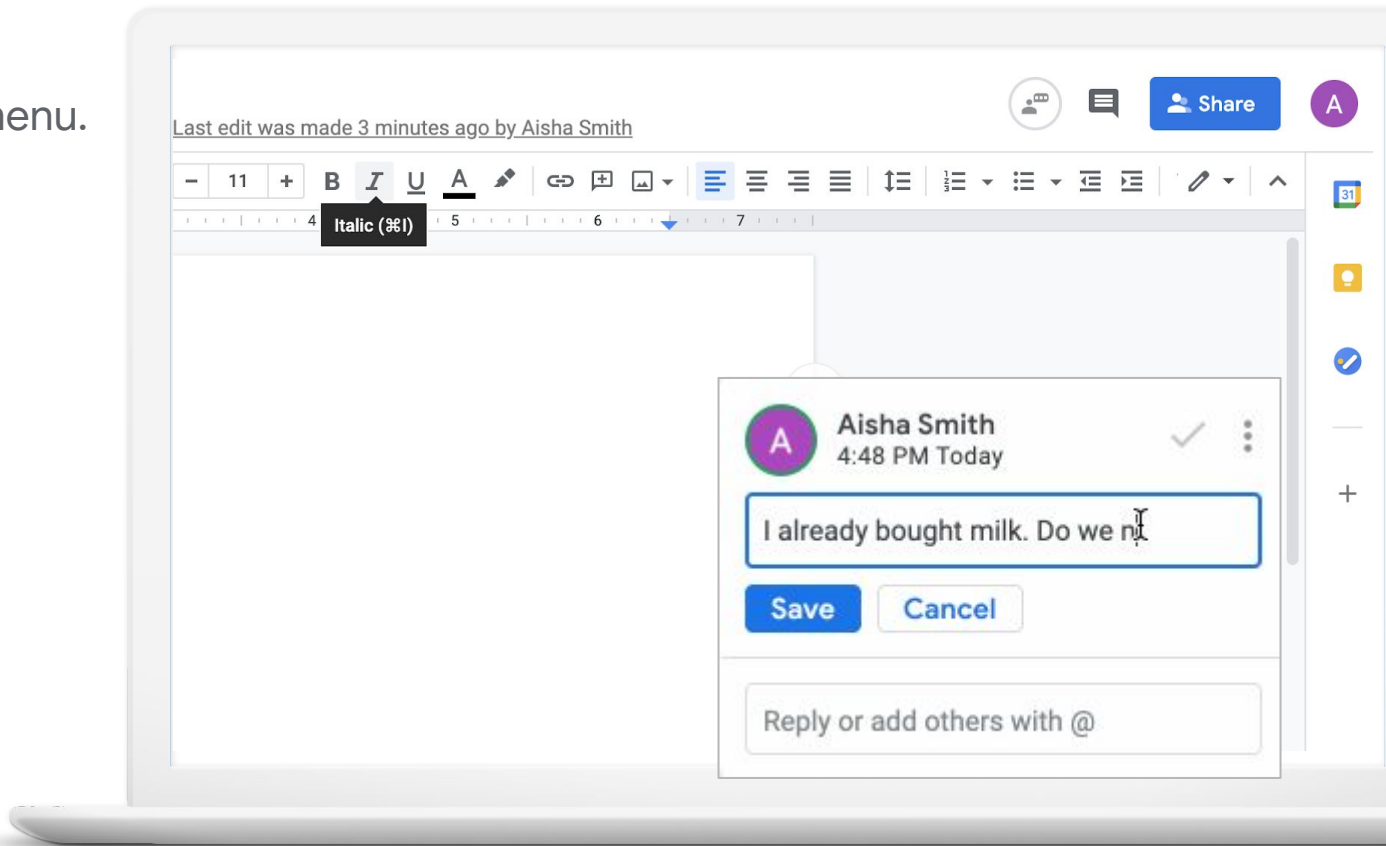 Share
A
enu.
Last edit was made 3 minutes ago by Aisha Smith
11
B
I
U
A
31
4 5 6 7
Italic (⌘I)
A
Aisha Smith
4:48 PM Today
I already bought milk. Do we n
Save
Cancel
Reply or add others with @